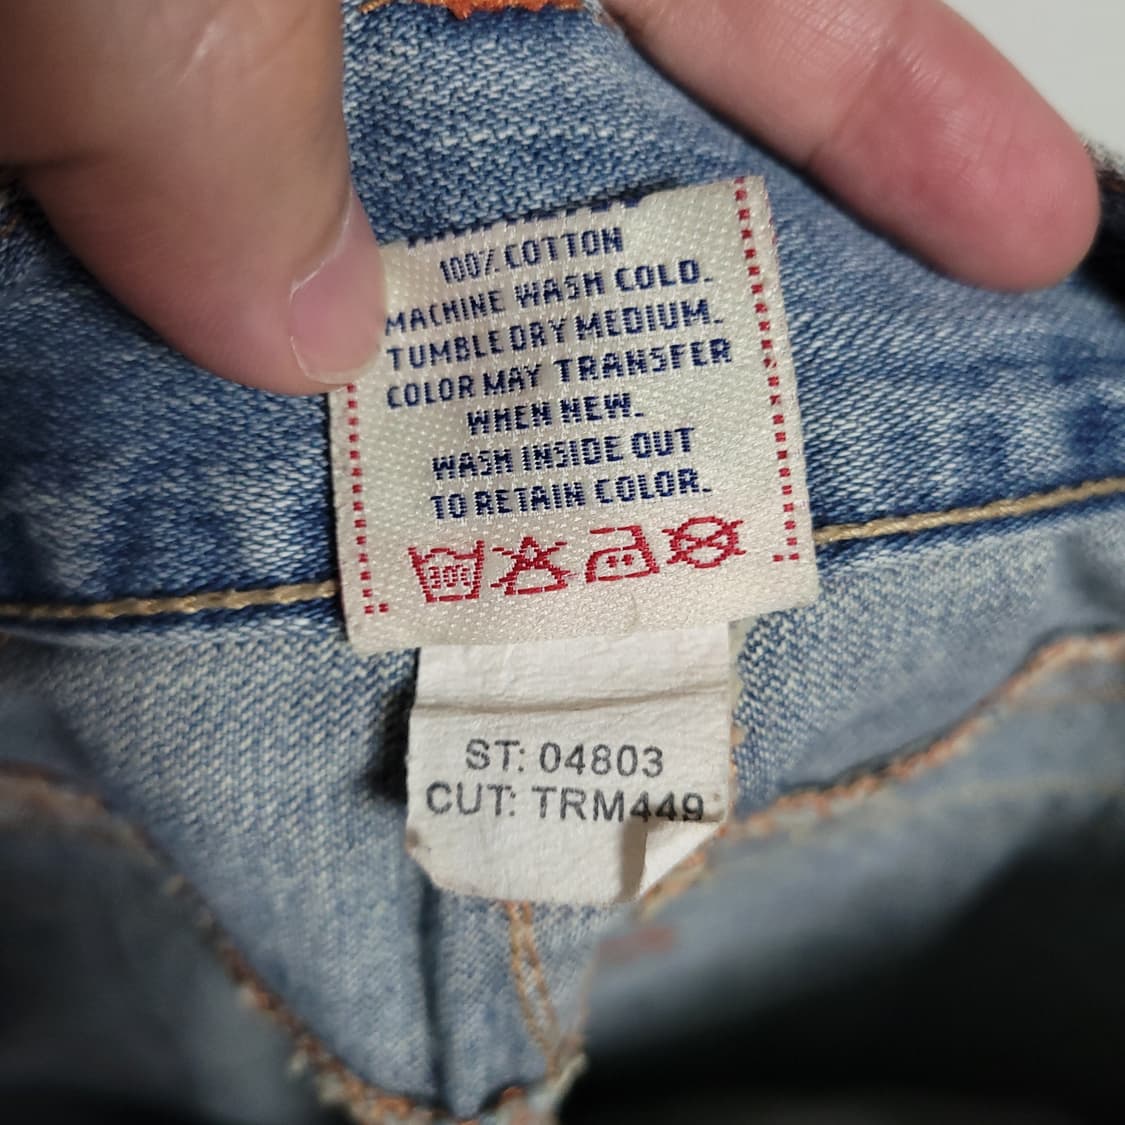 100% COTTON
MACHINE WASH COLD.
TUMBLE DRY MEDIUM.
COLOR MAY TRANSFER
WHEN NEW.
WASH INSIDE OUT
TO RETAIN COLOR.
ST: 04803
CUT: TRM449